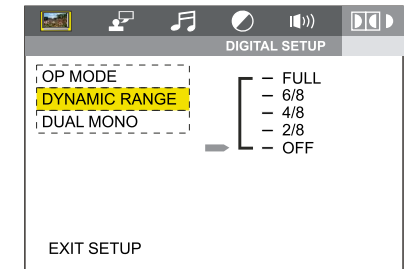 DIGITAL SETUP
OP MODE
DYNAMIC RANGE
DUAL MONO
– FULL
– 6/8
– 4/8
– 2/8
– OFF
EXIT SETUP